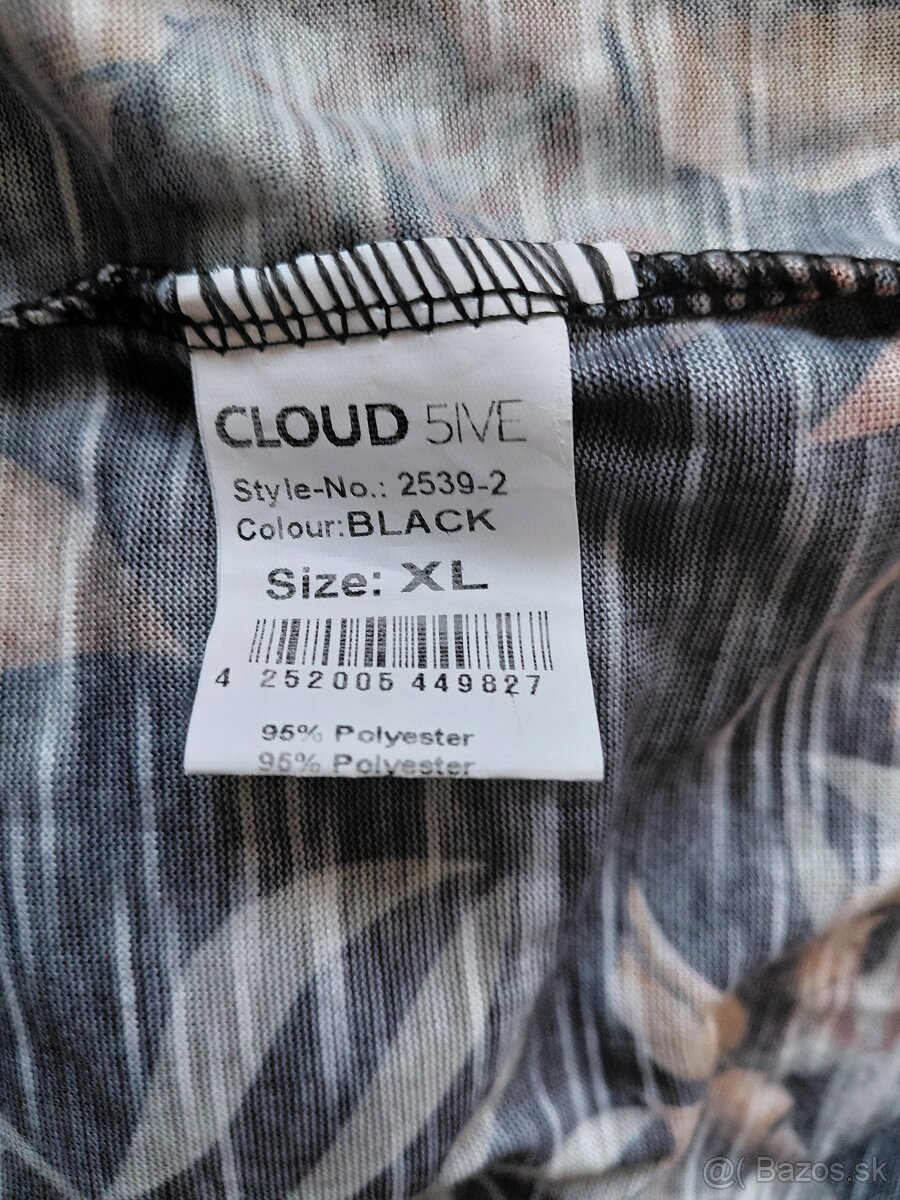 CLOUD 5IVE
Style-No.: 2539-2
Colour:BLACK
Size: XL
4 252005 449827
95% Polyester
95% Polyester
@( Bazos.sk